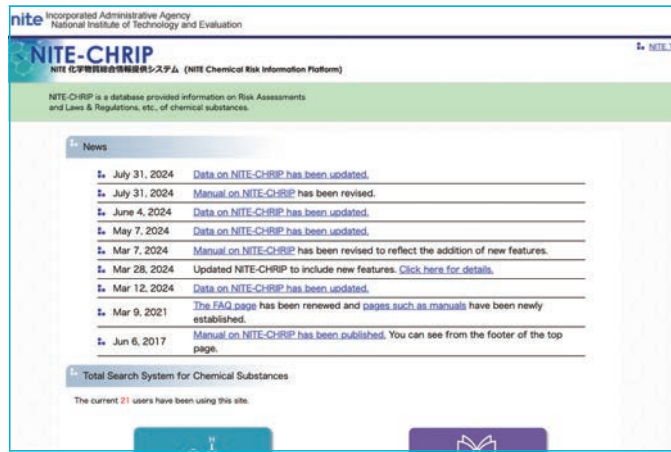 nite Incorporated Administrative Agency
National Institute of Technology and Evaluation
NITE-CHRIP
NITE 化学物質総合情報提供システム (NITE Chemical Risk Information Platform)
NITE
NITE-CHRIP is a database provided information on Risk Assessments
and Laws & Regulations, etc., of chemical substances.
News
July 31, 2024 Data on NITE-CHRIP has been updated.
July 31, 2024 Manual on NITE-CHRIP has been revised.
June 4, 2024 Data on NITE-CHRIP has been updated.
May 7, 2024 Data on NITE-CHRIP has been updated.
Mar 7, 2024 Manual on NITE-CHRIP has been revised to reflect the addition of new features.
Mar 28, 2024 Updated NITE-CHRIP to include new features. Click here for details.
Mar 12, 2024 Data on NITE-CHRIP has been updated.
Mar 9, 2021 The FAQ page has been renewed and pages such as manuals have been newly
established.
Jun 6, 2017 Manual on NITE-CHRIP has been published. You can see from the footer of the top
page.
Total Search System for Chemical Substances
The current 21 users have been using this site.
H